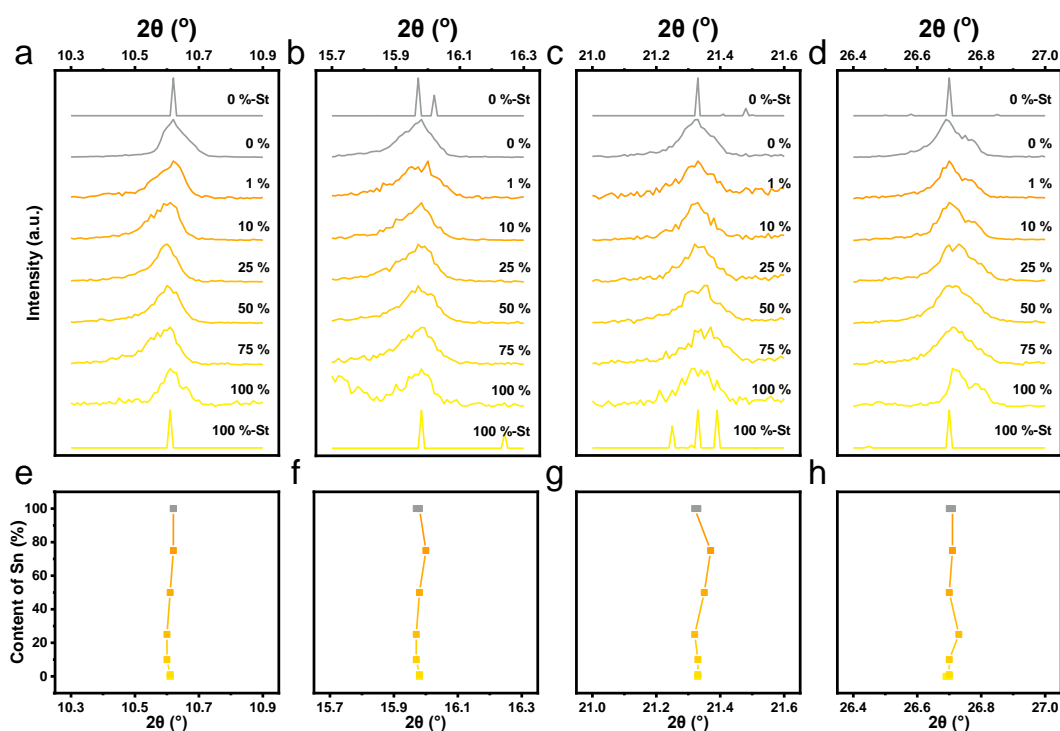 2θ (°) 2θ (°) 2θ (°) 2θ (°)
a b c d
10.3 10.5 10.7 10.9 15.7 15.9 16.1 16.3 21.0 21.2 21.4 21.6 26.4 26.6 26.8 27.0
0 %-St 0 %-St 0 %-St 0 %-St
0 % 0 % 0 % 0 %
1 % 1 % 1 % 1 %
10 % 10 % 10 % 10 %
25 % 25 % 25 % 25 %
50 % 50 % 50 % 50 %
75 % 75 % 75 % 75 %
100 % 100 % 100 % 100 %
100 %-St 100 %-St 100 %-St 100 %-St
Intensity (a.u.)
e f g h
100
80
60
40
20
0
Content of Sn (%)
10.3 10.5 10.7 10.9 15.7 15.9 16.1 16.3 21.0 21.2 21.4 21.6 26.4 26.6 26.8 27.0
2θ (°) 2θ (°) 2θ (°) 2θ (°)